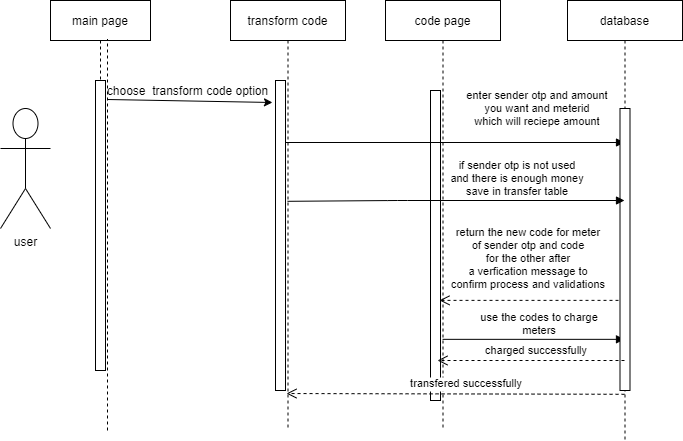 main page
transform code
code page
database
choose  transform code option
enter sender otp and amount
you want and meterid
which will reciepe amount
if sender otp is not used
and there is enough money
save in transfer table
user
return the new code for meter
of sender otp and code
for the other after
a verfication message to
confirm process and validations
use the codes to charge
meters
charged successfully
transfered successfully